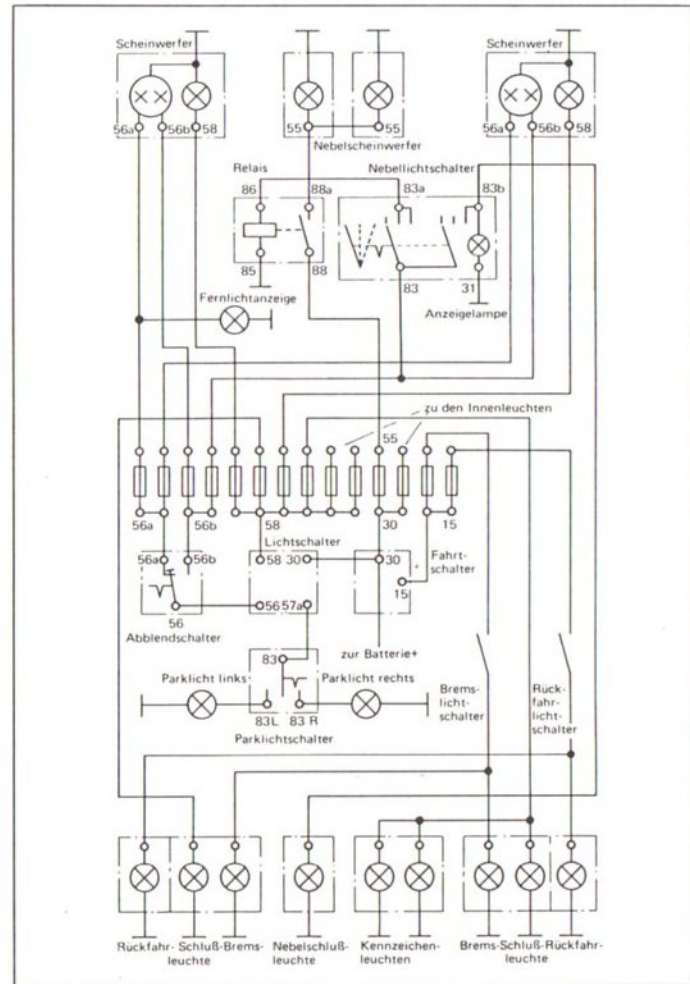 Scheinwerfer
Scheinwerfer
56a 56b 58
55 55
56a 56b 58
Nebelscheinwerfer
Relais
Nebellichtschalter
86 88a 83a 83b
85 88 83 31
Fernlichtanzeige
Anzeigelampe
zu den Innenleuchten
55
56a 56b 58 30 15
Lichtschalter
56a 56b 58 30 30
Fahrt-
schalter
+
15
56 56 57a
Abblendschalter
zur Batterie+
83
Parklicht links
Parklicht rechts
83L 83 R
Parklichtschalter
Brems-
licht-
schalter
Rück-
fahr-
licht-
schalter
Rückfahr- Schluß-Brems-
leuchte
Nebelschluß-
leuchte
Kennzeichen-
leuchten
Brems-Schluß-Rückfahr-
leuchte